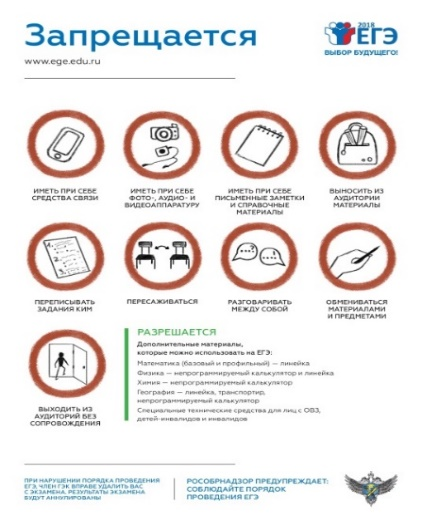 Запрещается
www.ege.edu.ru
2018
ЕГЭ
ВЫБОР БУДУЩЕГО!
ИМЕТЬ ПРИ СЕБЕ
СРЕДСТВА СВЯЗИ
ИМЕТЬ ПРИ СЕБЕ
ФОТО-, АУДИО- И
ВИДЕОАППАРАТУРУ
ИМЕТЬ ПРИ СЕБЕ
ПИСЬМЕННЫЕ ЗАМЕТКИ
И СПРАВОЧНЫЕ
МАТЕРИАЛЫ
ВЫНОСИТЬ ИЗ
АУДИТОРИИ
МАТЕРИАЛЫ
ПЕРЕПИСЫВАТЬ
ЗАДАНИЯ КИМ
ПЕРЕСАЖИВАТЬСЯ
РАЗГОВАРИВАТЬ
МЕЖДУ СОБОЙ
ОБМЕНИВАТЬСЯ
МАТЕРИАЛАМИ
И ПРЕДМЕТАМИ
ВЫХОДИТЬ ИЗ
АУДИТОРИЙ БЕЗ
СОПРОВОЖДЕНИЯ
РАЗРЕШАЕТСЯ
Дополнительные материалы,
которые можно использовать на ЕГЭ:
Математика (базовый и профильный) — линейка
Физика — непрограммируемый калькулятор и линейка
Химия — непрограммируемый калькулятор
География — линейка, транспортир,
непрограммируемый калькулятор
Специальные технические средства для лиц с ОВЗ,
детей-инвалидов и инвалидов
ПРИ НАРУШЕНИИ ПОРЯДКА ПРОВЕДЕНИЯ
ЕГЭ, ЧЛЕН ГЭК ВПРАВЕ УДАЛИТЬ ВАС
С ЭКЗАМЕНА. РЕЗУЛЬТАТЫ ЭКЗАМЕНА
БУДУТ АННУЛИРОВАНЫ
РОСОБРНАДЗОР ПРЕДУПРЕЖДАЕТ:
СОБЛЮДАЙТЕ ПОРЯДОК
ПРОВЕДЕНИЯ ЕГЭ